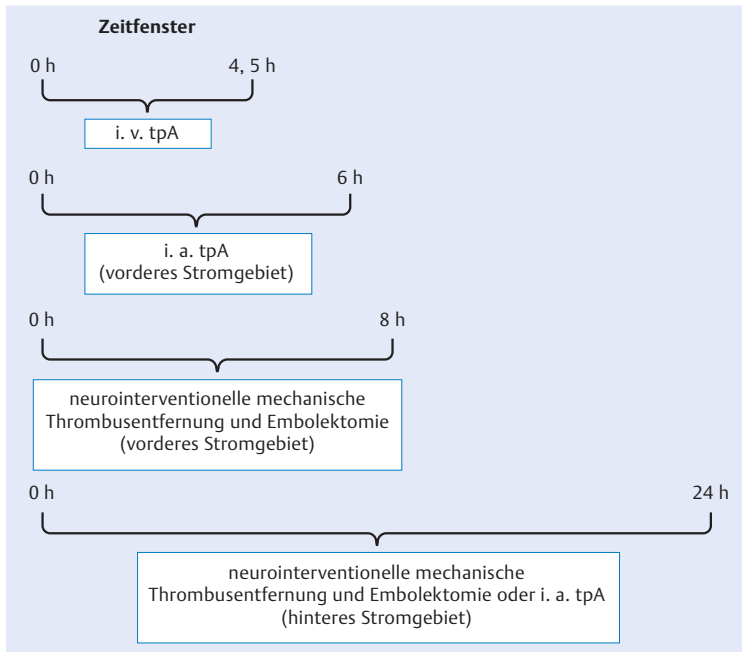 Zeitfenster
0 h 4, 5 h
i. v. tpA
0 h 6 h
i. a. tpA
(vorderes Stromgebiet)
0 h 8 h
neurointerventionelle mechanische
Thrombusentfernung und Embolektomie
(vorderes Stromgebiet)
0 h 24 h
neurointerventionelle mechanische
Thrombusentfernung und Embolektomie oder i. a. tpA
(hinteres Stromgebiet)